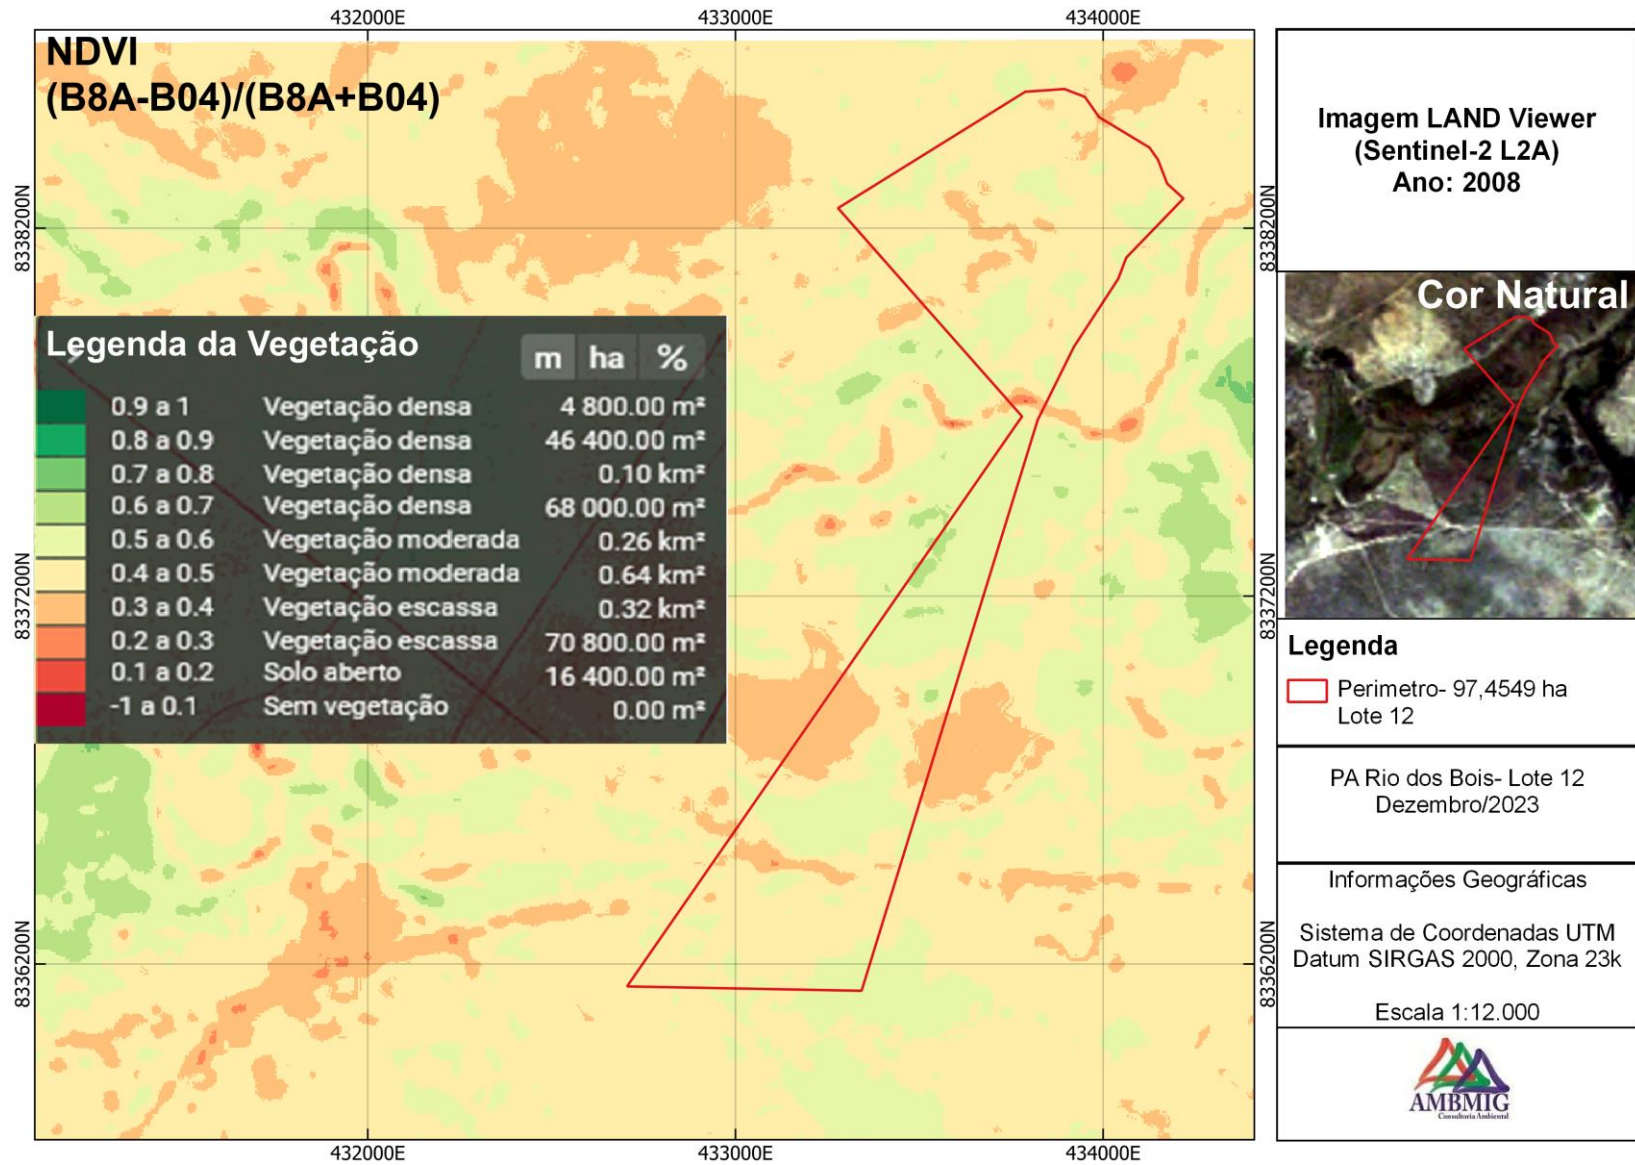 432000E
433000E
434000E
NDVI
(B8A-B04)/(B8A+B04)
8338200N
8337200N
8336200N
Legenda da Vegetação
m ha %
0.9 a 1 Vegetação densa 4 800.00 m²
0.8 a 0.9 Vegetação densa 46 400.00 m²
0.7 a 0.8 Vegetação densa 0.10 km²
0.6 a 0.7 Vegetação densa 68 000.00 m²
0.5 a 0.6 Vegetação moderada 0.26 km²
0.4 a 0.5 Vegetação moderada 0.64 km²
0.3 a 0.4 Vegetação escassa 0.32 km²
0.2 a 0.3 Vegetação escassa 70 800.00 m²
0.1 a 0.2 Solo aberto 16 400.00 m²
-1 a 0.1 Sem vegetação 0.00 m²
8338200N
8337200N
8336200N
432000E
433000E
434000E
Imagem LAND Viewer
(Sentinel-2 L2A)
Ano: 2008
Cor Natural
Legenda
Perimetro- 97,4549 ha
Lote 12
PA Rio dos Bois- Lote 12
Dezembro/2023
Informações Geográficas
Sistema de Coordenadas UTM
Datum SIRGAS 2000, Zona 23k
Escala 1:12.000
AMBMIG
Consultoria Ambiental